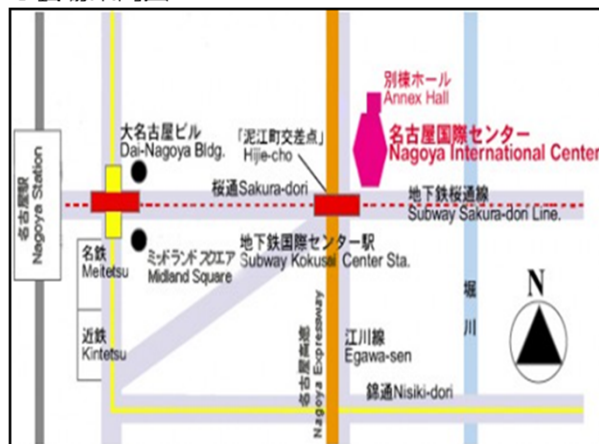 別棟ホール
Annex Hall
名古屋国際センター
Nagoya International Center
大名古屋ビル
Dai-Nagoya Bldg.
「泥江町交差点」
Hijie-cho
名古屋駅
Nagoya Station
桜通Sakura-dori
地下鉄桜通線
Subway Sakura-dori Line.
名鉄
Meitetsu
ミッドランドスクエア
Midland Square
地下鉄国際センター駅
Subway Kokusai Center Sta.
堀川
N
近鉄
Kintetsu
名古屋高速
Nagoya Expressway
江川線
Egawa-sen
錦通Nisiki-dori